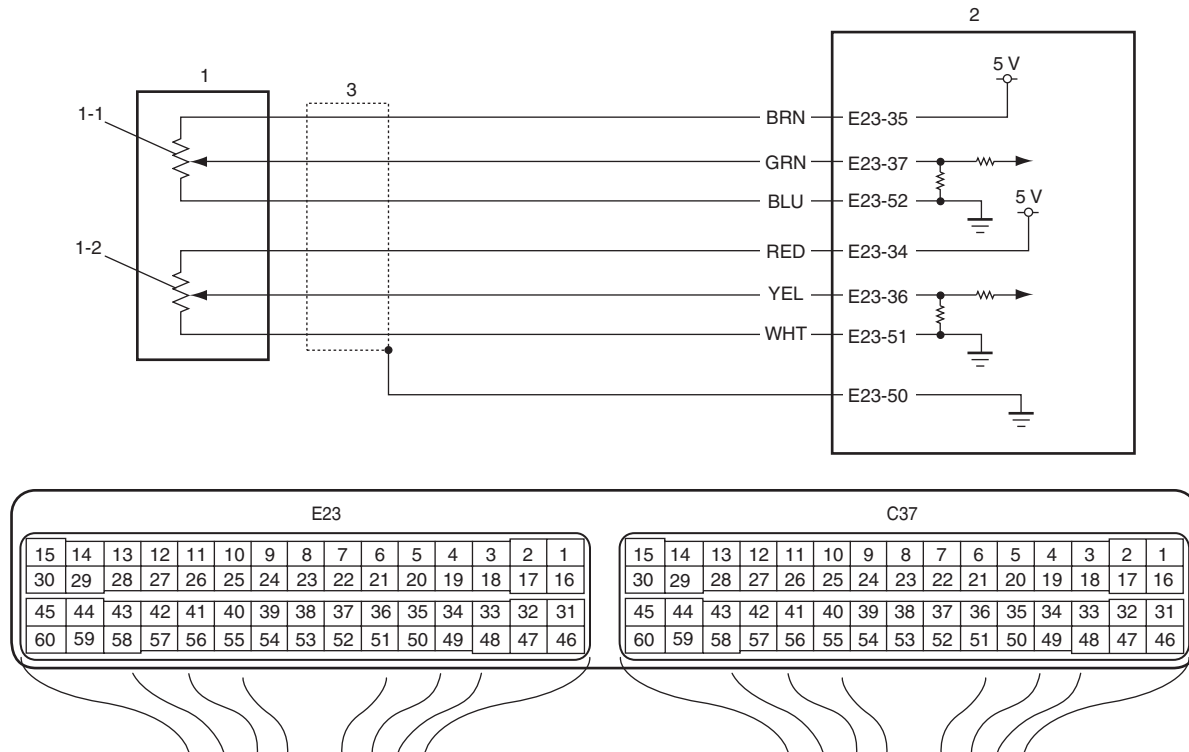 2
5 V
1
3
1-1
BRN E23-35
GRN E23-37
BLU E23-52
5 V
1-2
RED E23-34
YEL E23-36
WHT E23-51
E23-50
E23 C37
15 14 13 12 11 10 9 8 7 6 5 4 3 2 1 15 14 13 12 11 10 9 8 7 6 5 4 3 2 1
30 29 28 27 26 25 24 23 22 21 20 19 18 17 16 30 29 28 27 26 25 24 23 22 21 20 19 18 17 16
45 44 43 42 41 40 39 38 37 36 35 34 33 32 31 45 44 43 42 41 40 39 38 37 36 35 34 33 32 31
60 59 58 57 56 55 54 53 52 51 50 49 48 47 46 60 59 58 57 56 55 54 53 52 51 50 49 48 47 46